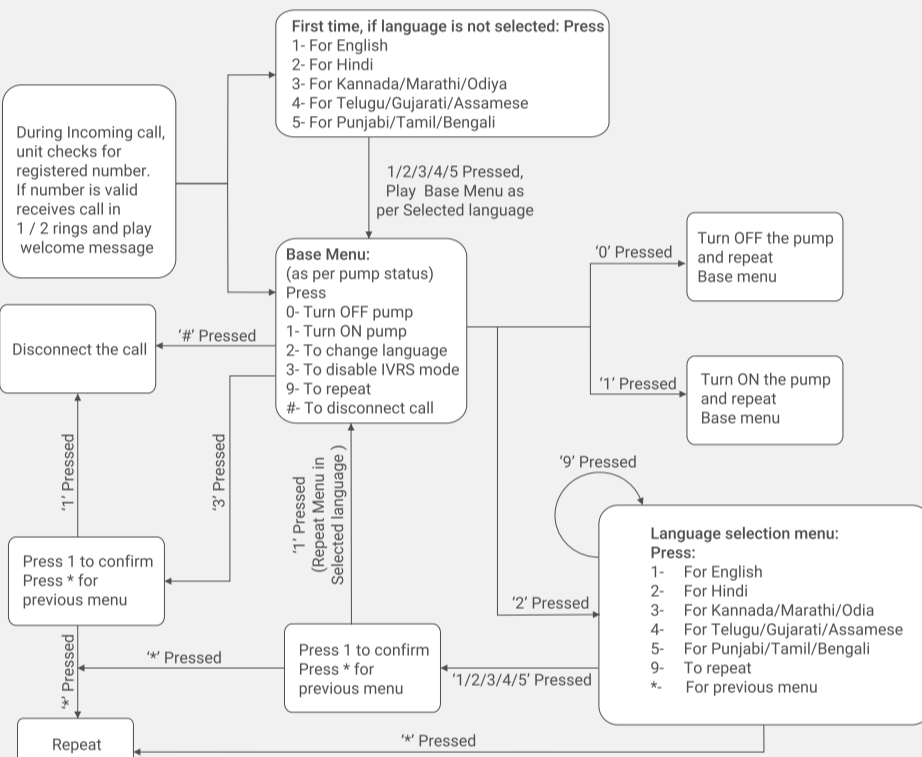 First time, if language is not selected: Press
1- For English
2- For Hindi
3- For Kannada/Marathi/Odiya
4- For Telugu/Gujarati/Assamese
5- For Punjabi/Tamil/Bengali
During Incoming call,
unit checks for
registered number.
If number is valid
receives call in
1 / 2 rings and play
welcome message
1/2/3/4/5 Pressed,
Play Base Menu as
per Selected language
Base Menu:
(as per pump status)
Press
0- Turn OFF pump
1- Turn ON pump
2- To change language
3- To disable IVRS mode
9- To repeat
#- To disconnect call
‘0’ Pressed
Turn OFF the pump
and repeat
Base menu
‘1’ Pressed
Turn ON the pump
and repeat
Base menu
‘#’ Pressed
Disconnect the call
‘1’ Pressed
‘3’ Pressed
‘1’ Pressed
(Repeat Menu in
Selected language )
‘9’ Pressed
Language selection menu:
Press:
1- For English
2- For Hindi
3- For Kannada/Marathi/Odia
4- For Telugu/Gujarati/Assamese
5- For Punjabi/Tamil/Bengali
9- To repeat
*- For previous menu
‘2’ Pressed
Press 1 to confirm
Press * for
previous menu
Press 1 to confirm
Press * for
previous menu
‘1/2/3/4/5’ Pressed
‘*’ Pressed
‘*’ Pressed
‘*’ Pressed
Repeat